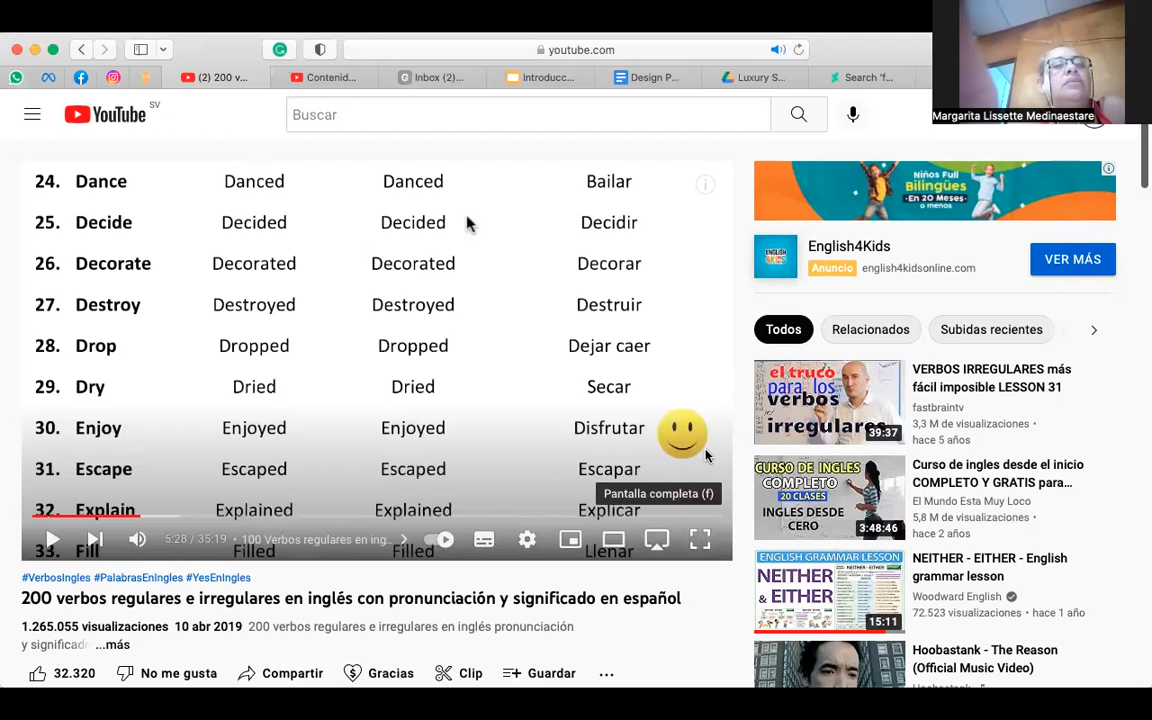 youtube.com
(2) 200 v...
Contenid...
Inbox (2)...
Introducc...
Design P...
Luxury S...
Search 'f...
Margarita Lissette Medinaestare
YouTube SV
Buscar
24. Dance Danced Danced Bailar
25. Decide Decided Decided Decidir
26. Decorate Decorated Decorated Decorar
27. Destroy Destroyed Destroyed Destruir
28. Drop Dropped Dropped Dejar caer
29. Dry Dried Dried Secar
30. Enjoy Enjoyed Enjoyed Disfrutar
31. Escape Escaped Escaped Escapar
32. Explain Explained Explained Explicar
33. Fill Filled Filled Llenar
Pantalla completa (f)
5:28 / 35:19 • 100 Verbos regulares en ing...
#VerbosIngles #PalabrasEnIngles #YesEnIngles
200 verbos regulares e irregulares en inglés con pronunciación y significado en español
1.265.055 visualizaciones 10 abr 2019 200 verbos regulares e irregulares en inglés pronunciación
y significado ...más
32.320 No me gusta Compartir Gracias Clip Guardar
Niños Full
Bilingües
En 20 Meses
o menos
English4Kids
Anuncio english4kidsonline.com
VER MÁS
Todos Relacionados Subidas recientes
el truco
para los
verbos
irregulares
39:37
VERBOS IRREGULARES más
fácil imposible LESSON 31
fastbraintv
3,3 M de visualizaciones •
hace 5 años
CURSO DE INGLES
COMPLETO
20 CLASES
INGLES DESDE
CERO
3:48:46
Curso de ingles desde el inicio
COMPLETO Y GRATIS para...
El Mundo Esta Muy Loco
5,8 M de visualizaciones •
hace 2 años
ENGLISH GRAMMAR LESSON
NEITHER
& EITHER
15:11
NEITHER - EITHER - English
grammar lesson
Woodward English
72.523 visualizaciones • hace 1 año
Hoobastank - The Reason
(Official Music Video)